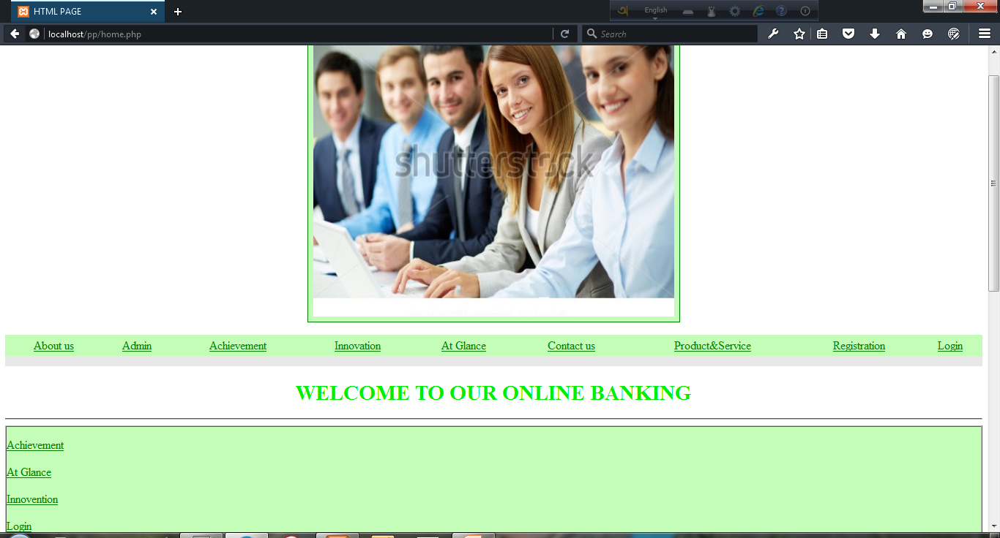 HTML PAGE
English
localhost/pp/home.php
Search
shutterstock
About us Admin Achievement Innovation At Glance Contact us Product&Service Registration Login
WELCOME TO OUR ONLINE BANKING
Achievement
At Glance
Innovention
Login